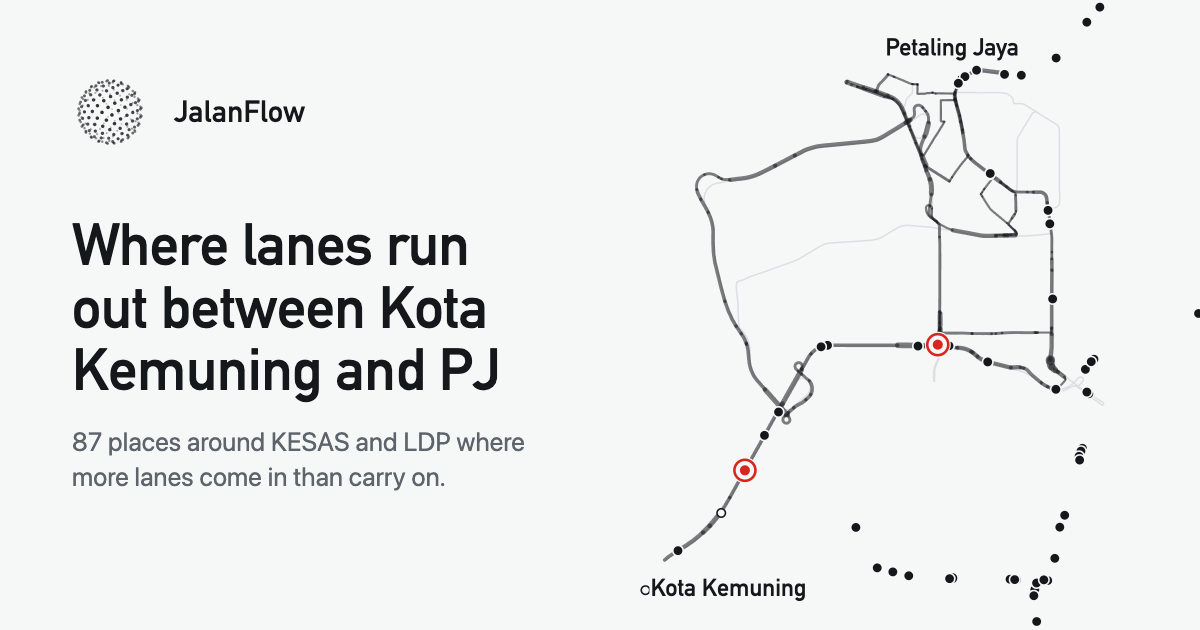 Petaling Jaya
JalanFlow
Where lanes run
out between Kota
Kemuning and PJ
87 places around KESAS and LDP where
more lanes come in than carry on.
Kota Kemuning